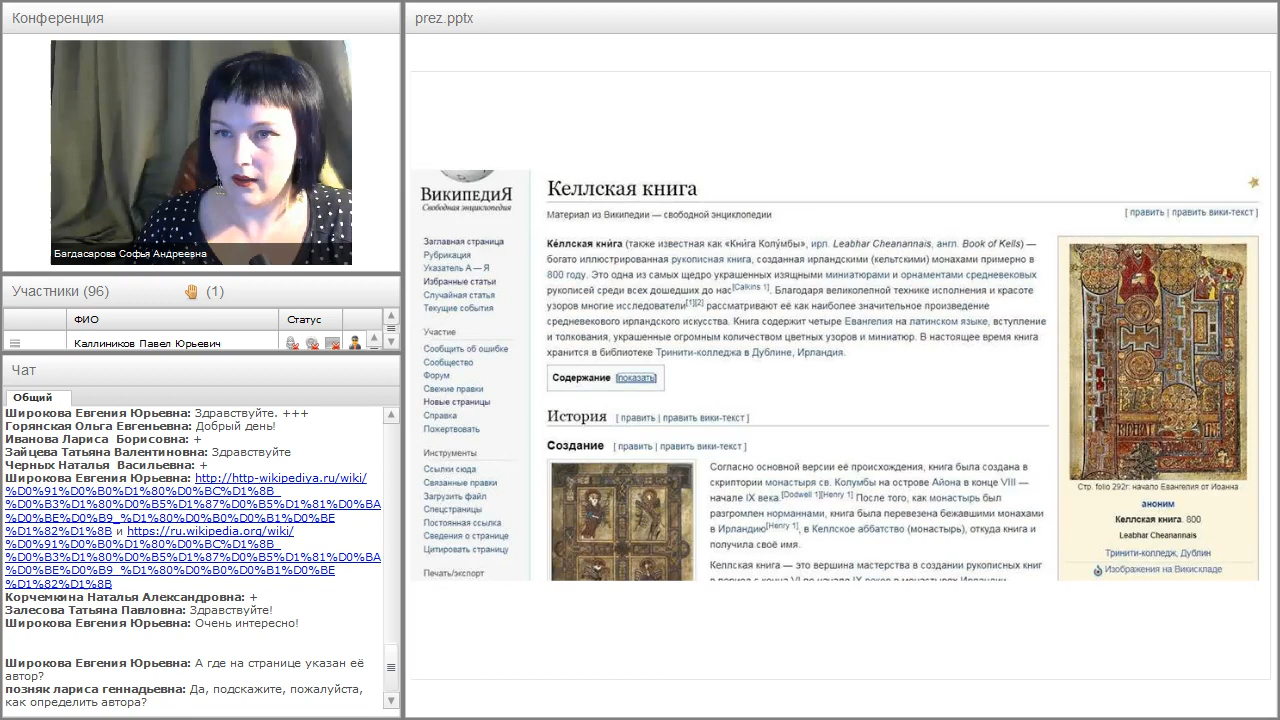 Конференция
Багдасарова Софья Андреевна
Участники (96)
(1)
ФИО
Статус
Каллиников Павел Юрьевич
Чат
Общий
Широкова Евгения Юрьевна: Здравствуйте. +++
Готинская Ольга Евгеньевна: Добрый день!
Иванова Лариса Борисовна: +
Зайцева Татьяна Валентиновна: Здравствуйте
Черных Наталья Васильевна: +
Широкова Евгения Юрьевна: http://http-wikipediya.ru/wiki/
%D0%91%D0%B0%D1%80%D0%BC%D1%8B_
%D0%B3%D1%80%D0%B5%D1%87%D0%B5%D1%81%D0%BA
%D0%BE%D0%B9_%D1%80%D0%B0%D0%B1%D0%BE
%D1%82%D1%8B и https://ru.wikipedia.org/wiki/
%D0%91%D0%B0%D1%80%D0%BC%D1%8B_
%D0%B3%D1%80%D0%B5%D1%87%D0%B5%D1%81%D0%BA
%D0%BE%D0%B9_%D1%80%D0%B0%D0%B1%D0%BE
%D1%82%D1%8B
Корчемкина Наталья Александровна: +
Залесова Татьяна Павловна: Здравствуйте!
Широкова Евгения Юрьевна: Очень интересно!
Широкова Евгения Юрьевна: А где на странице указан её
автор?
позняк лариса геннадьевна: Да, подскажите, пожалуйста,
как определить автора?
prez.pptx
ВИКИПЕДИЯ
Свободная энциклопедия
Заглавная страница
Рубрикация
Указатель А — Я
Избранные статьи
Случайная статья
Текущие события
Участие
Сообщить об ошибке
Сообщество
Форум
Свежие правки
Новые страницы
Справка
Пожертвовать
Инструменты
Ссылки сюда
Связанные правки
Загрузить файл
Спецстраницы
Постоянная ссылка
Сведения о странице
Цитировать страницу
Печать/экспорт
Келлская книга
Материал из Википедии — свободной энциклопедии
[ править | править вики-текст ]
Ке́ллская кни́га (также известная как «Кни́га Колу́мбы», ирл. Leabhar Cheanannais, англ. Book of Kells) —
богато иллюстрированная рукописная книга, созданная ирландскими (кельтскими) монахами примерно в
800 году. Это одна из самых щедро украшенных изящными миниатюрами и орнаментами средневековых
рукописей среди всех дошедших до нас[Calkins 1]. Благодаря великолепной технике исполнения и красоте
узоров многие исследователи[1][2] рассматривают её как наиболее значительное произведение
средневекового ирландского искусства. Книга содержит четыре Евангелия на латинском языке, вступление
и толкования, украшенные огромным количеством цветных узоров и миниатюр. В настоящее время книга
хранится в библиотеке Тринити-колледжа в Дублине, Ирландия.
Содержание [показать]
История [ править | править вики-текст ]
Создание [ править | править вики-текст ]
Согласно основной версии её происхождения, книга была создана в
скриптории монастыря св. Колумбы на острове Айона в конце VIII —
начале IX века.[Dodwell 1][Henry 1] После того, как монастырь был
разгромлен норманнами, книга была перевезена бежавшими монахами
в Ирландию[Henry 1], в Келлское аббатство (монастырь), откуда книга и
получила своё имя.
Келлская книга — это вершина мастерства в создании рукописных книг
в период с конца VI по начало IX веков в монастырях Ирландии,
Стр. folio 292r: начало Евангелия от Иоанна
аноним
Келлская книга. 800
Leabhar Cheanannais
Тринити-колледж, Дублин
Изображения на Викискладе